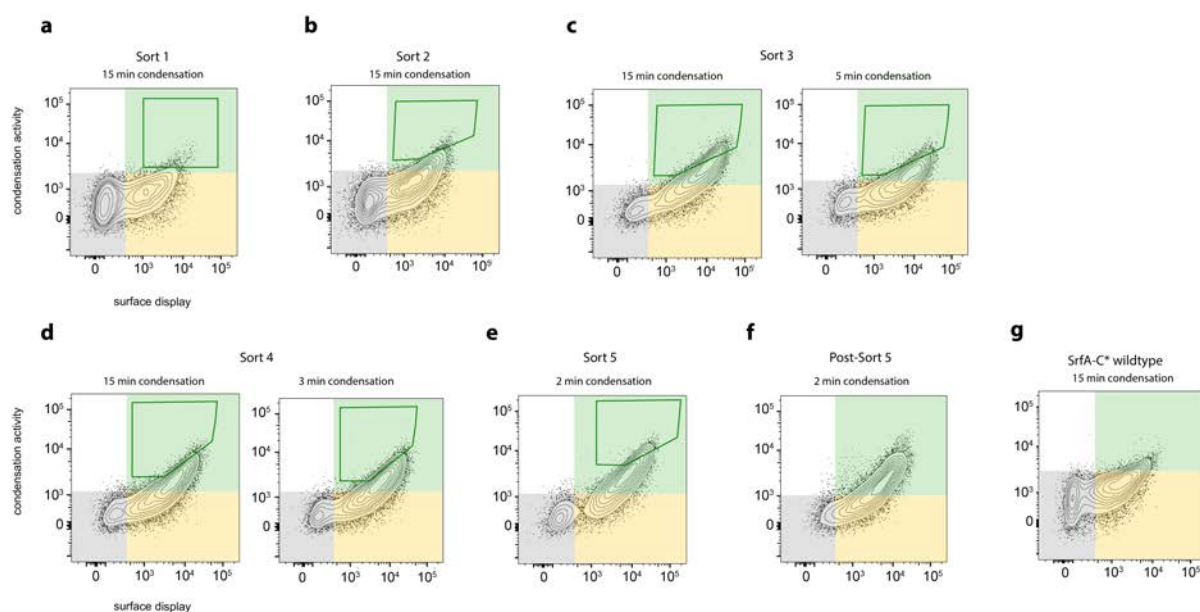 a
Sort 1
15 min condensation
condensation activity
10⁵
10⁴
10³
0
0
10³
10⁴
10⁵
surface display
b
Sort 2
15 min condensation
10⁵
10⁴
10³
0
0
10³
10⁴
10⁵
c
Sort 3
15 min condensation
10⁵
10⁴
10³
0
0
10³
10⁴
10⁵
5 min condensation
10⁵
10⁴
10³
0
0
10³
10⁴
10⁵
d
Sort 4
15 min condensation
condensation activity
10⁵
10⁴
10³
0
0
10³
10⁴
10⁵
surface display
3 min condensation
10⁵
10⁴
10³
0
0
10³
10⁴
10⁵
e
Sort 5
2 min condensation
10⁵
10⁴
10³
0
0
10³
10⁴
10⁵
f
Post-Sort 5
2 min condensation
10⁵
10⁴
10³
0
0
10³
10⁴
10⁵
g
SrfA-C* wildtype
15 min condensation
10⁵
10⁴
10³
0
0
10³
10⁴
10⁵